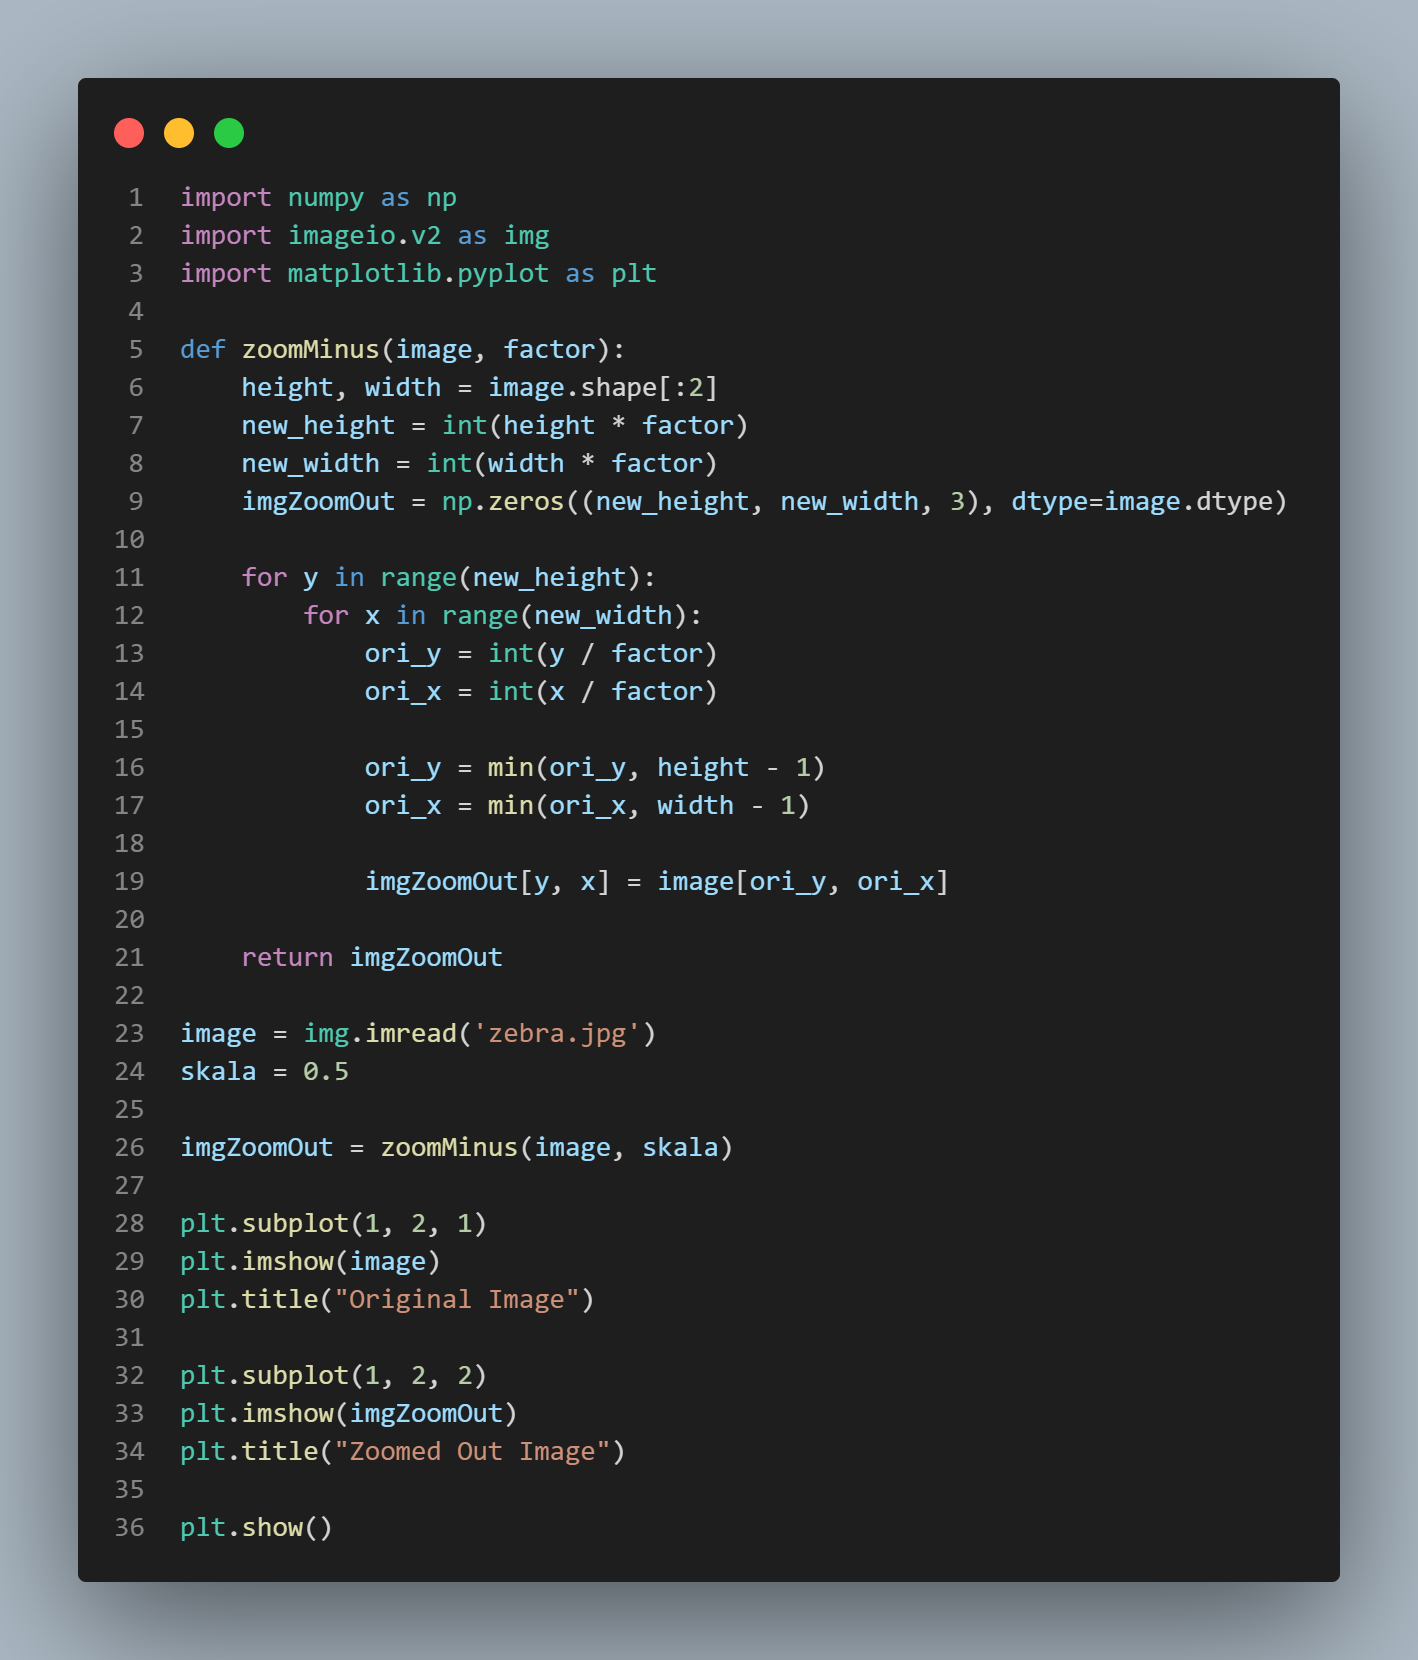 1 import numpy as np
2 import imageio.v2 as img
3 import matplotlib.pyplot as plt
4
5 def zoomMinus(image, factor):
6     height, width = image.shape[:2]
7     new_height = int(height * factor)
8     new_width = int(width * factor)
9     imgZoomOut = np.zeros((new_height, new_width, 3), dtype=image.dtype)
10
11     for y in range(new_height):
12         for x in range(new_width):
13             ori_y = int(y / factor)
14             ori_x = int(x / factor)
15
16             ori_y = min(ori_y, height - 1)
17             ori_x = min(ori_x, width - 1)
18
19             imgZoomOut[y, x] = image[ori_y, ori_x]
20
21     return imgZoomOut
22
23 image = img.imread('zebra.jpg')
24 skala = 0.5
25
26 imgZoomOut = zoomMinus(image, skala)
27
28 plt.subplot(1, 2, 1)
29 plt.imshow(image)
30 plt.title("Original Image")
31
32 plt.subplot(1, 2, 2)
33 plt.imshow(imgZoomOut)
34 plt.title("Zoomed Out Image")
35
36 plt.show()